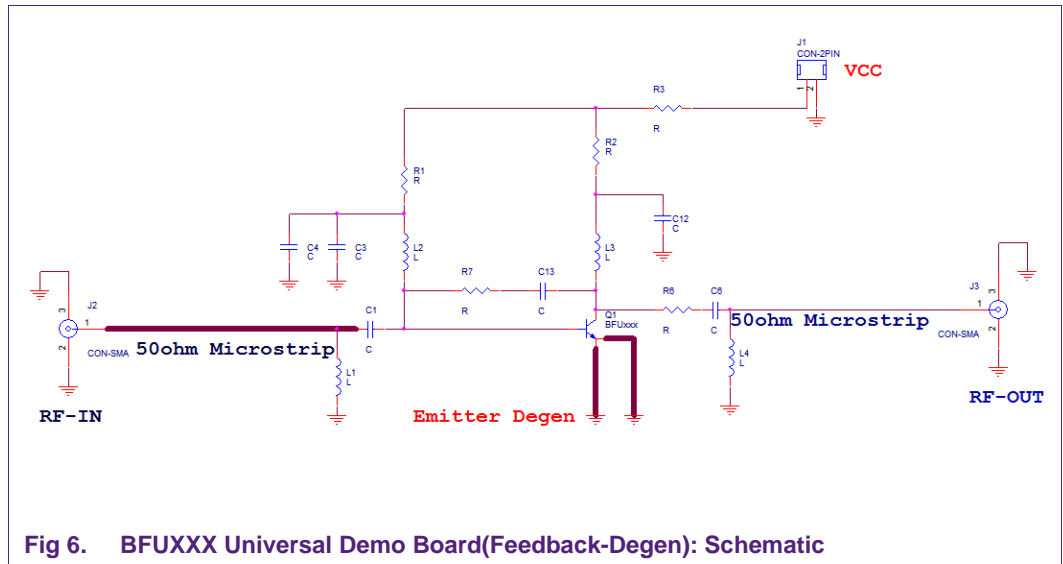 J1
CON-2PIN
VCC
1
2
R3
R
R2
R
R1
R
C12
C
C4
C
C3
C
L2
L
L3
L
R7
R
C13
C
J2
3
1
2
CON-SMA
50ohm Microstrip
C1
C
L1
L
Q1
BFUxxx
R6
R
C6
C
50ohm Microstrip
L4
L
J3
3
1
2
CON-SMA
RF-IN
Emitter Degen
RF-OUT
Fig 6. BFUXXX Universal Demo Board(Feedback-Degen): Schematic